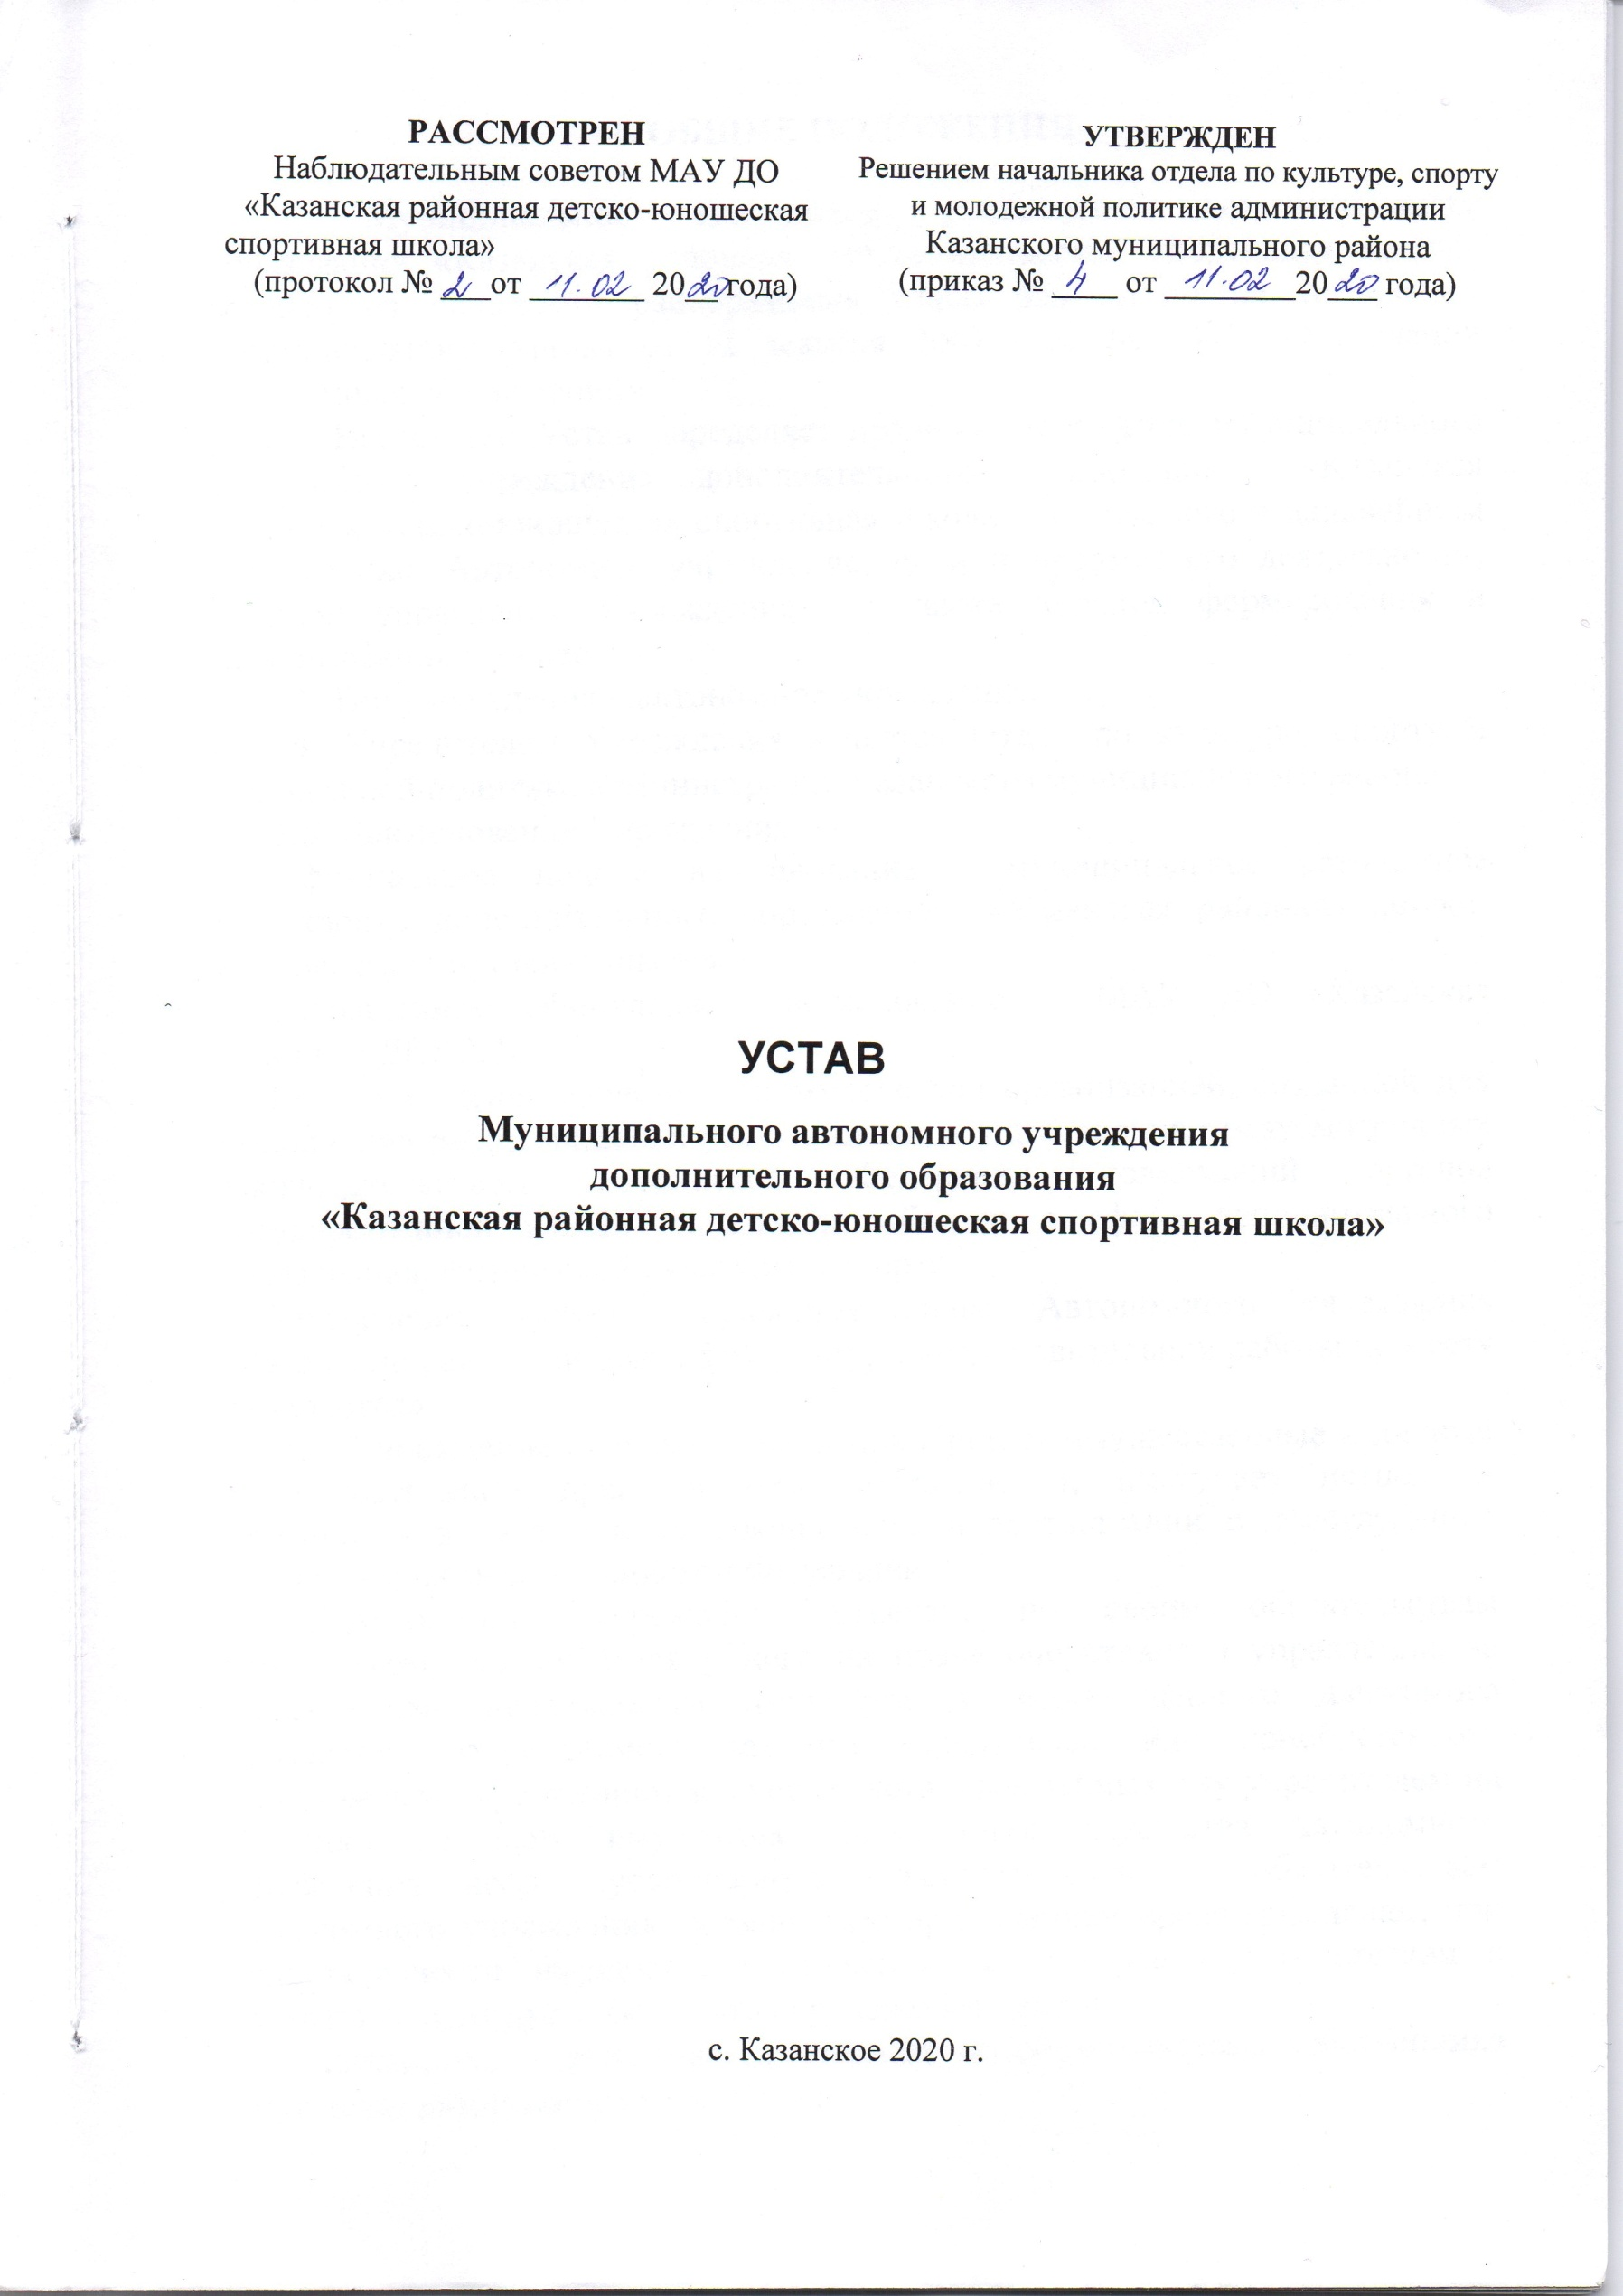 РАССМОТРЕН
Наблюдательным советом МАУ ДО
«Казанская районная детско-юношеская
спортивная школа»
(протокол № 2 от 11.02 2020 года)
УТВЕРЖДЕН
Решением начальника отдела по культуре, спорту
и молодежной политике администрации
Казанского муниципального района
(приказ № 4 от 11.02 2020 года)
УСТАВ
Муниципального автономного учреждения
дополнительного образования
«Казанская районная детско-юношеская спортивная школа»
с. Казанское 2020 г.